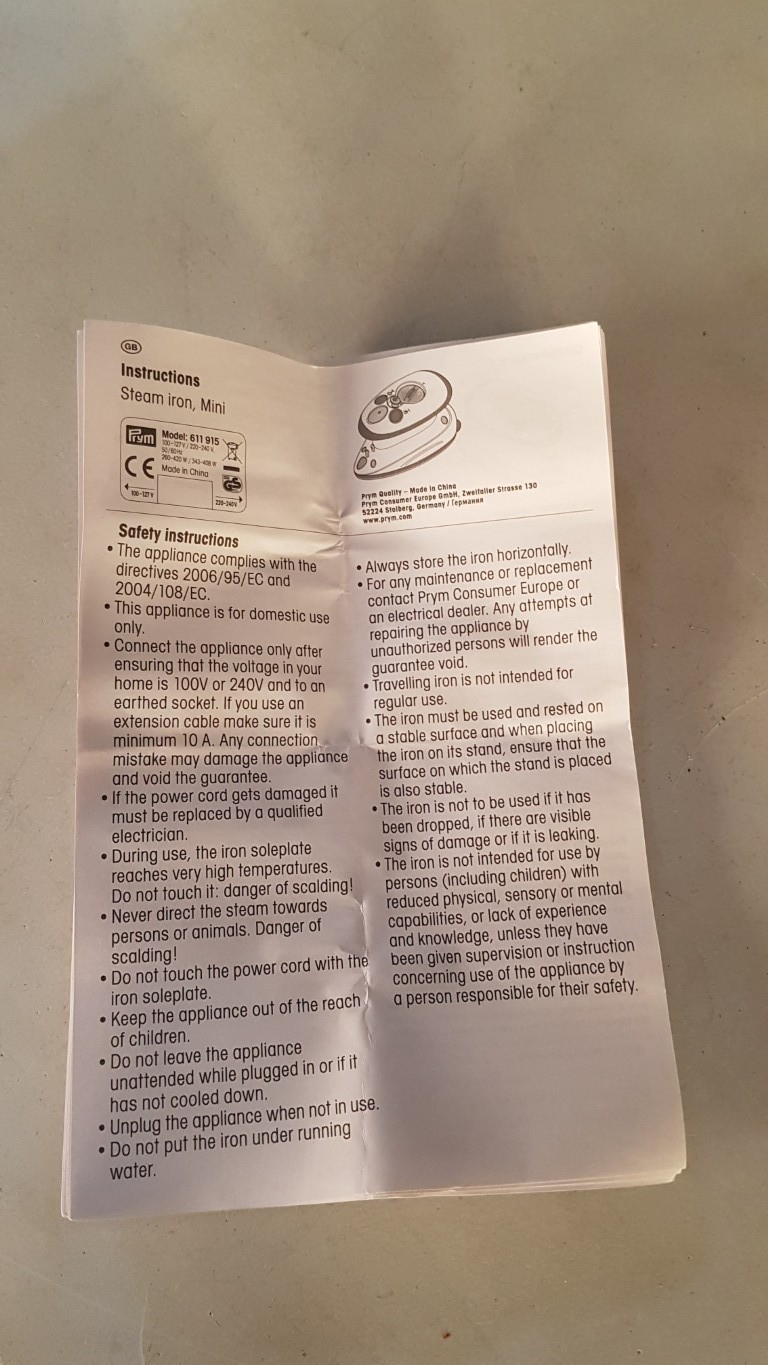 GB
Instructions
Steam iron, Mini
Prym
Model: 611 915
100-127 V / 220-240 V,
50/60Hz
260-420 W / 343-408 W
Made in China
CE
GS
100-127 V
220-240V
Prym Quality – Made in China
Prym Consumer Europe GmbH, Zweifaller Strasse 130
52224 Stolberg, Germany / Германия
www.prym.com
Safety instructions
• The appliance complies with the
directives 2006/95/EC and
2004/108/EC.
• This appliance is for domestic use
only.
• Connect the appliance only after
ensuring that the voltage in your
home is 100V or 240V and to an
earthed socket. If you use an
extension cable make sure it is
minimum 10 A. Any connection
mistake may damage the appliance
and void the guarantee.
• If the power cord gets damaged it
must be replaced by a qualified
electrician.
• During use, the iron soleplate
reaches very high temperatures.
Do not touch it: danger of scalding!
• Never direct the steam towards
persons or animals. Danger of
scalding!
• Do not touch the power cord with the
iron soleplate.
• Keep the appliance out of the reach
of children.
• Do not leave the appliance
unattended while plugged in or if it
has not cooled down.
• Unplug the appliance when not in use.
• Do not put the iron under running
water.
• Always store the iron horizontally.
• For any maintenance or replacement
contact Prym Consumer Europe or
an electrical dealer. Any attempts at
repairing the appliance by
unauthorized persons will render the
guarantee void.
• Travelling iron is not intended for
regular use.
• The iron must be used and rested on
a stable surface and when placing
the iron on its stand, ensure that the
surface on which the stand is placed
is also stable.
• The iron is not to be used if it has
been dropped, if there are visible
signs of damage or if it is leaking.
• The iron is not intended for use by
persons (including children) with
reduced physical, sensory or mental
capabilities, or lack of experience
and knowledge, unless they have
been given supervision or instruction
concerning use of the appliance by
a person responsible for their safety.